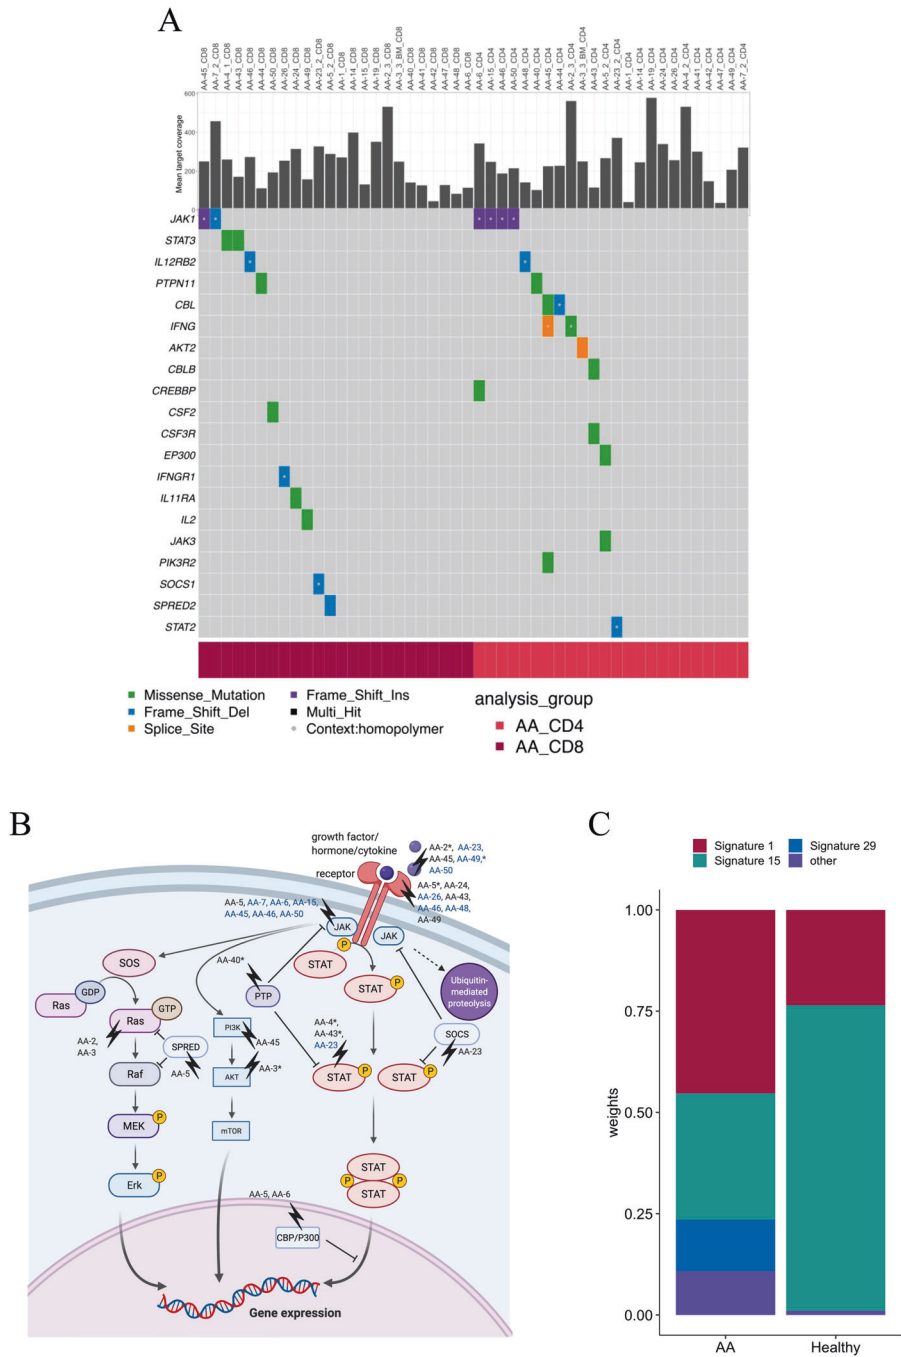 A
AA-45_CD8
AA-7_2_CD8
AA-4_1_CD8
AA-43_CD8
AA-46_CD8
AA-44_CD8
AA-50_CD8
AA-26_CD8
AA-24_CD8
AA-49_CD8
AA-23_2_CD8
AA-5_2_CD8
AA-1_CD8
AA-14_CD8
AA-15_CD8
AA-19_CD8
AA-2_3_CD8
AA-3_3_BM_CD8
AA-40_CD8
AA-41_CD8
AA-42_CD8
AA-47_CD8
AA-48_CD8
AA-6_CD8
AA-6_CD4
AA-15_CD4
AA-46_CD4
AA-50_CD4
AA-48_CD4
AA-40_CD4
AA-45_CD4
AA-44_CD4
AA-2_3_CD4
AA-3_3_BM_CD4
AA-43_CD4
AA-5_2_CD4
AA-23_2_CD4
AA-1_CD4
AA-14_CD4
AA-19_CD4
AA-24_CD4
AA-26_CD4
AA-4_2_CD4
AA-41_CD4
AA-42_CD4
AA-47_CD4
AA-49_CD4
AA-7_2_CD4
Mean target coverage
600
400
200
0
JAK1
STAT3
IL12RB2
PTPN11
CBL
IFNG
AKT2
CBLB
CREBBP
CSF2
CSF3R
EP300
IFNGR1
IL11RA
IL2
JAK3
PIK3R2
SOCS1
SPRED2
STAT2
Missense_Mutation
Frame_Shift_Del
Splice_Site
Frame_Shift_Ins
Multi_Hit
Context:homopolymer
analysis_group
AA_CD4
AA_CD8
B
growth factor/
hormone/cytokine
receptor
AA-2*, AA-23,
AA-45, AA-49,*
AA-50
AA-5*, AA-24,
AA-26, AA-43,
AA-46, AA-48,
AA-49
AA-5, AA-7, AA-6, AA-15,
AA-45, AA-46, AA-50
JAK
JAK
P
STAT
STAT
P
Ubiquitin-
mediated
proteolysis
SOS
GDP
Ras
GTP
Ras
AA-2,
AA-3
SPRED
AA-5
Raf
MEK
P
Erk
P
AA-40*
PTP
PI3K
AA-45
AKT
AA-3*
mTOR
AA-4*,
AA-43*,
AA-23
STAT
P
SOCS
AA-23
STAT
P
STAT
P
P
STAT
AA-5, AA-6
CBP/P300
Gene expression
C
Signature 1
Signature 15
Signature 29
other
weights
1.00
0.75
0.50
0.25
0.00
AA
Healthy